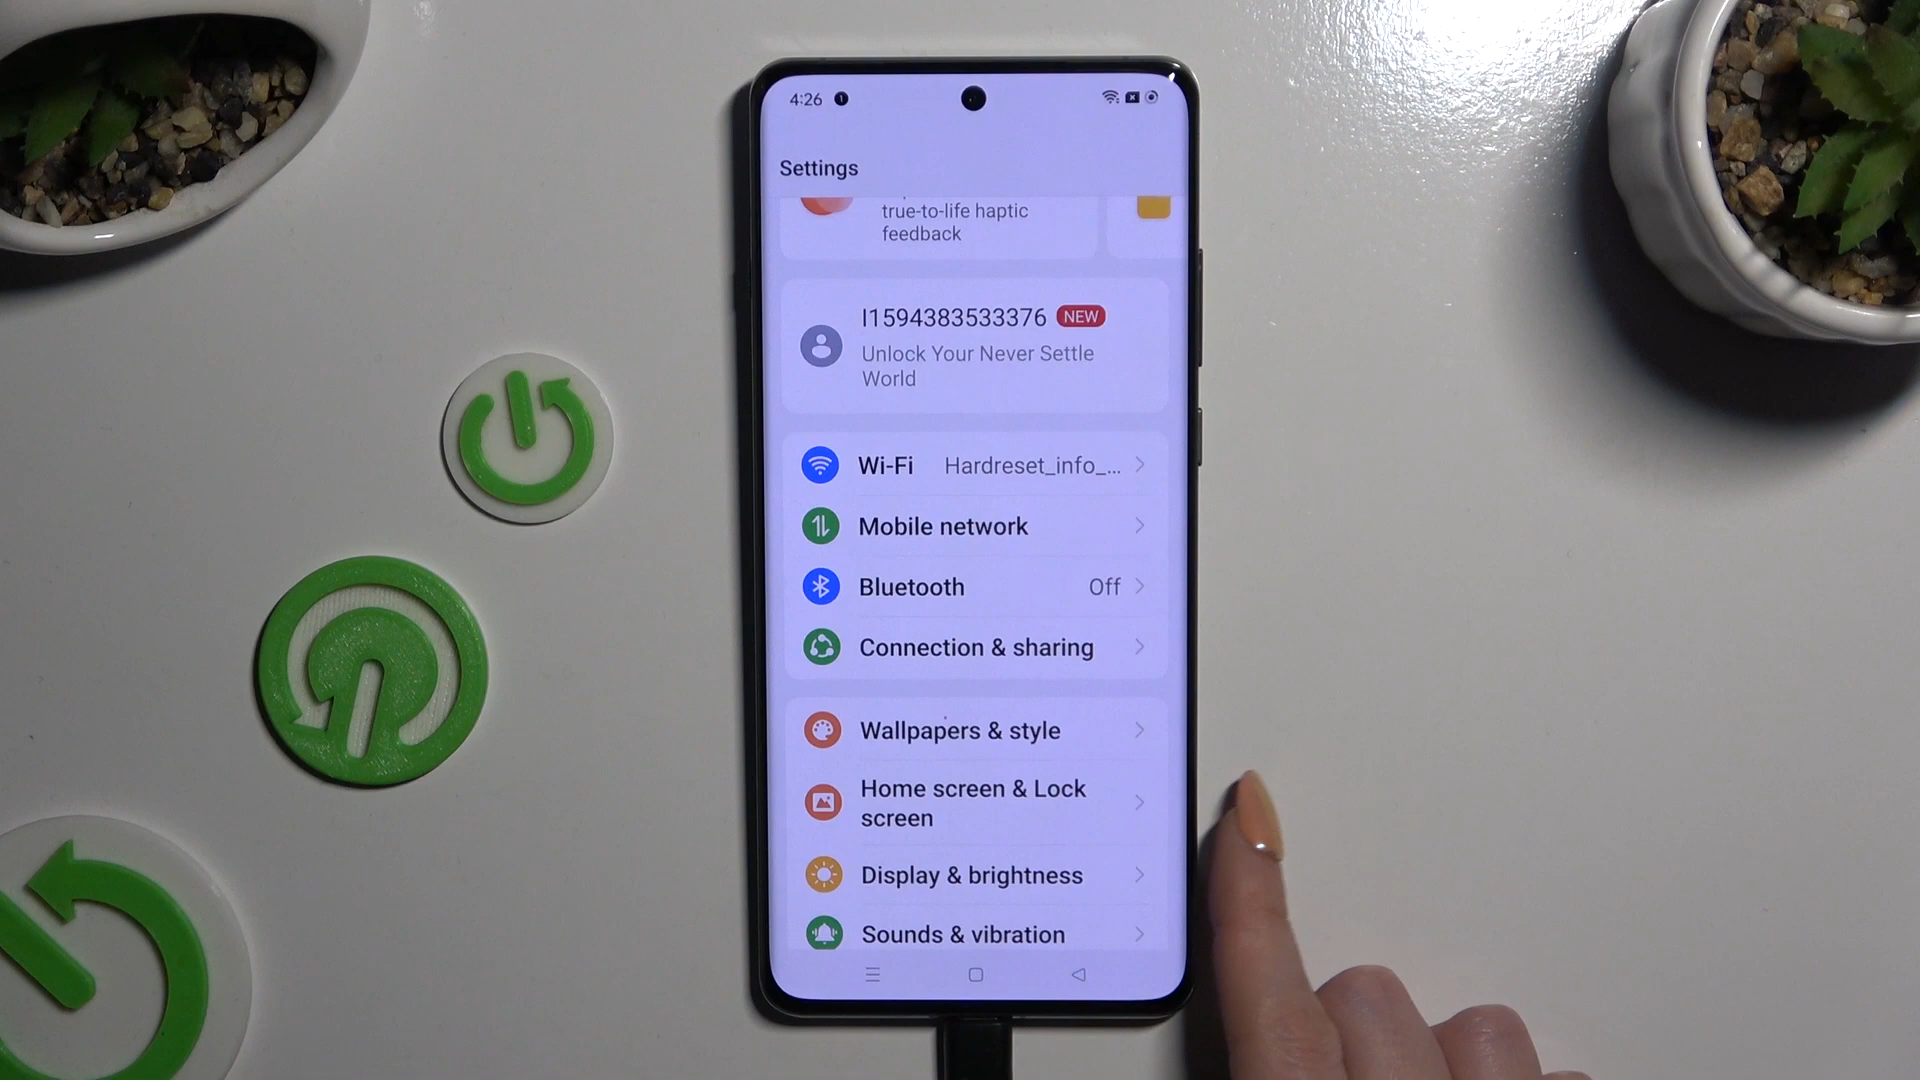 4:26
Settings
true-to-life haptic
feedback
I1594383533376 NEW
Unlock Your Never Settle
World
Wi-Fi Hardreset_info_...
Mobile network
Bluetooth Off
Connection & sharing
Wallpapers & style
Home screen & Lock
screen
Display & brightness
Sounds & vibration